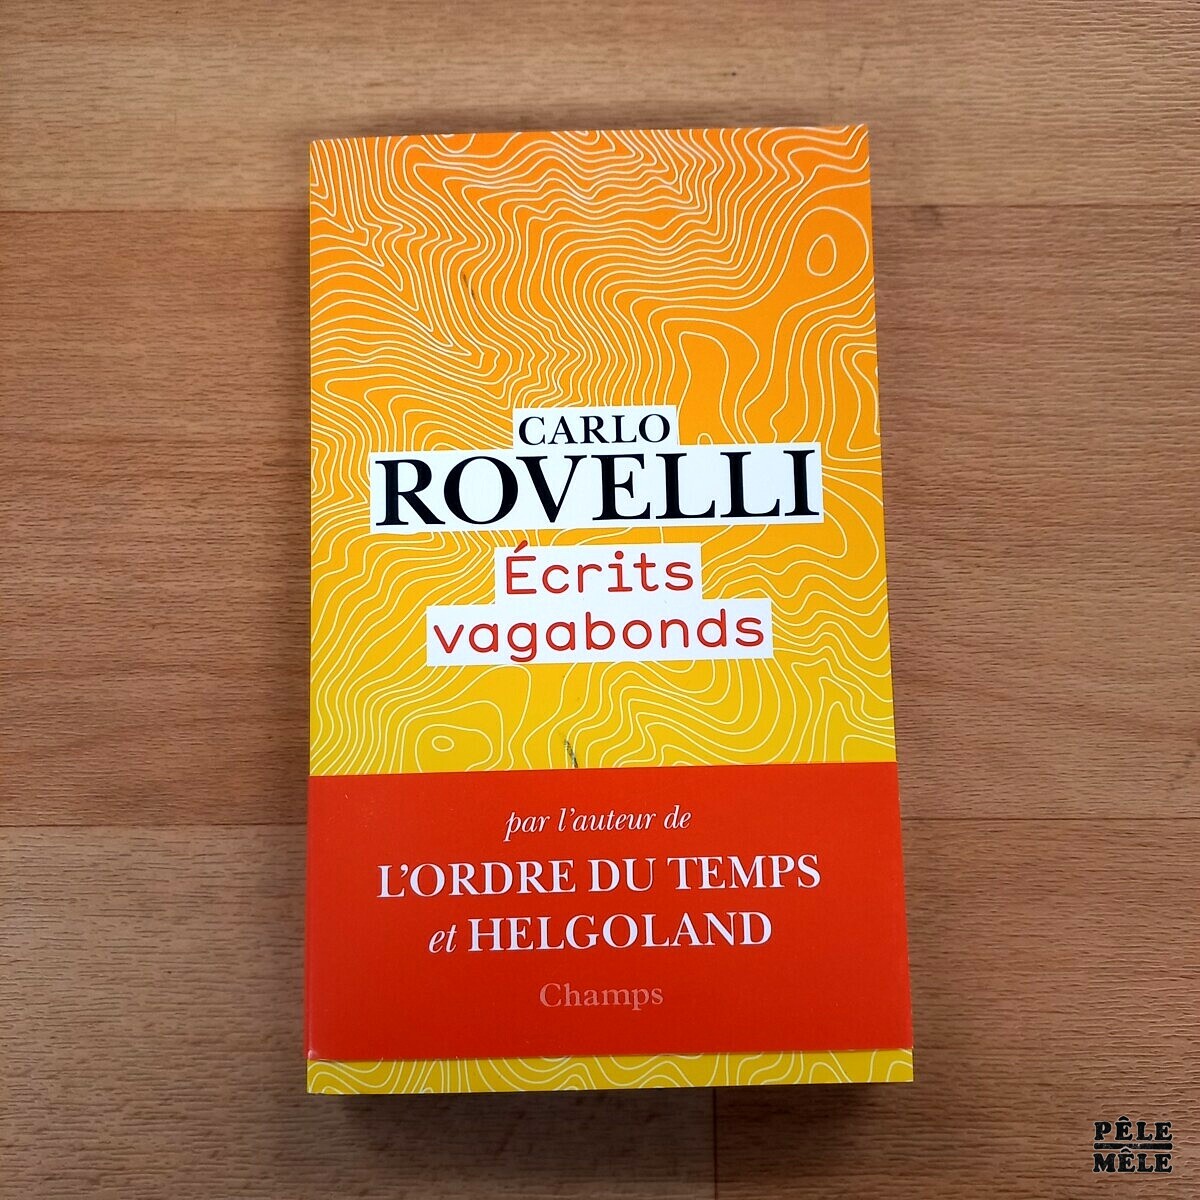 CARLO
ROVELLI
Écrits
vagabonds
par l'auteur de
L'ORDRE DU TEMPS
et HELGOLAND
Champs
PÊLE
MÊLE